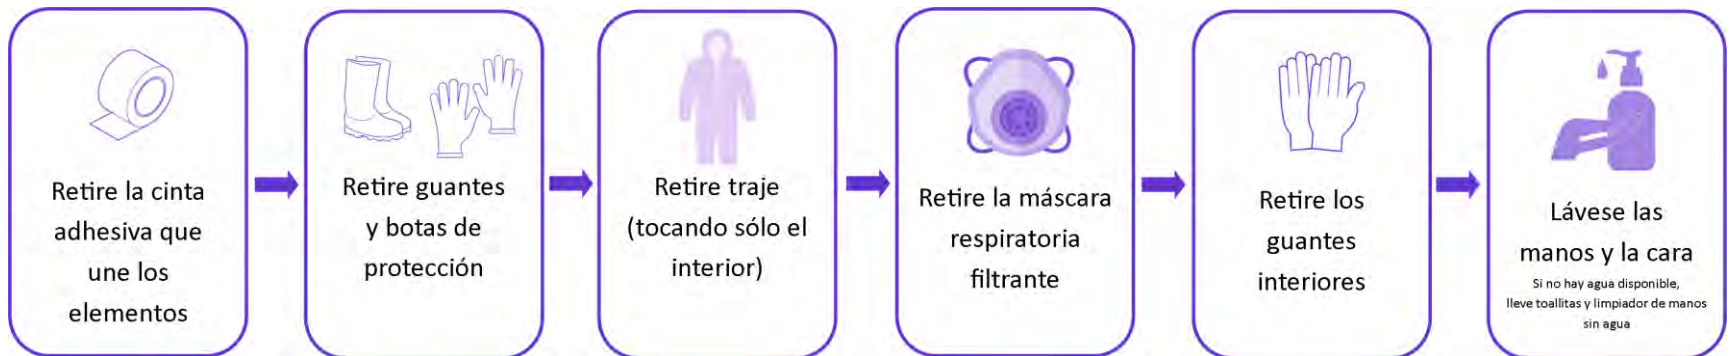 Retire la cinta
adhesiva que
une los
elementos
Retire guantes
y botas de
protección
Retire traje
(tocando sólo el
interior)
Retire la máscara
respiratoria
filtrante
Retire los
guantes
interiores
Lávese las
manos y la cara
Si no hay agua disponible,
lleve toallitas y limpiador de manos
sin agua